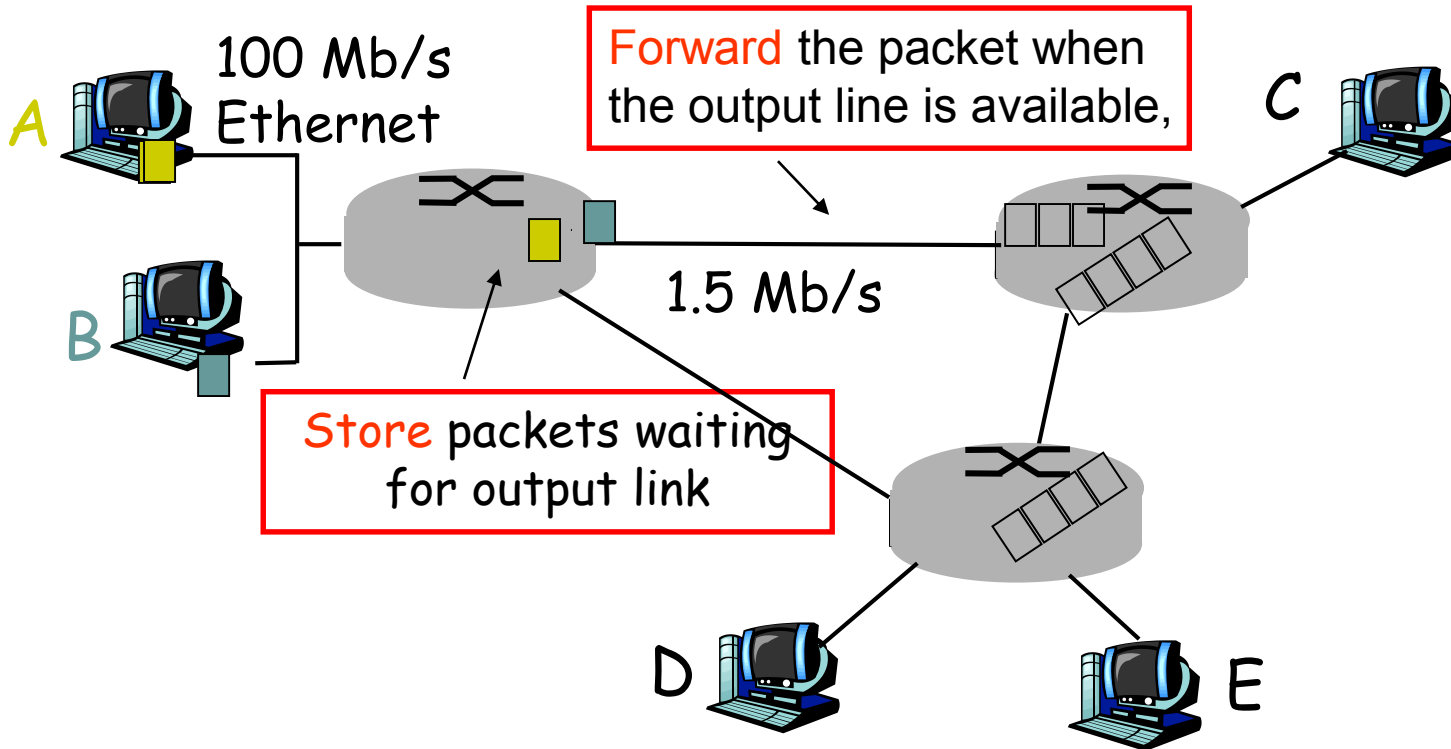 100 Mb/s
Ethernet
Forward the packet when
the output line is available,
A
C
1.5 Mb/s
B
Store packets waiting
for output link
D
E